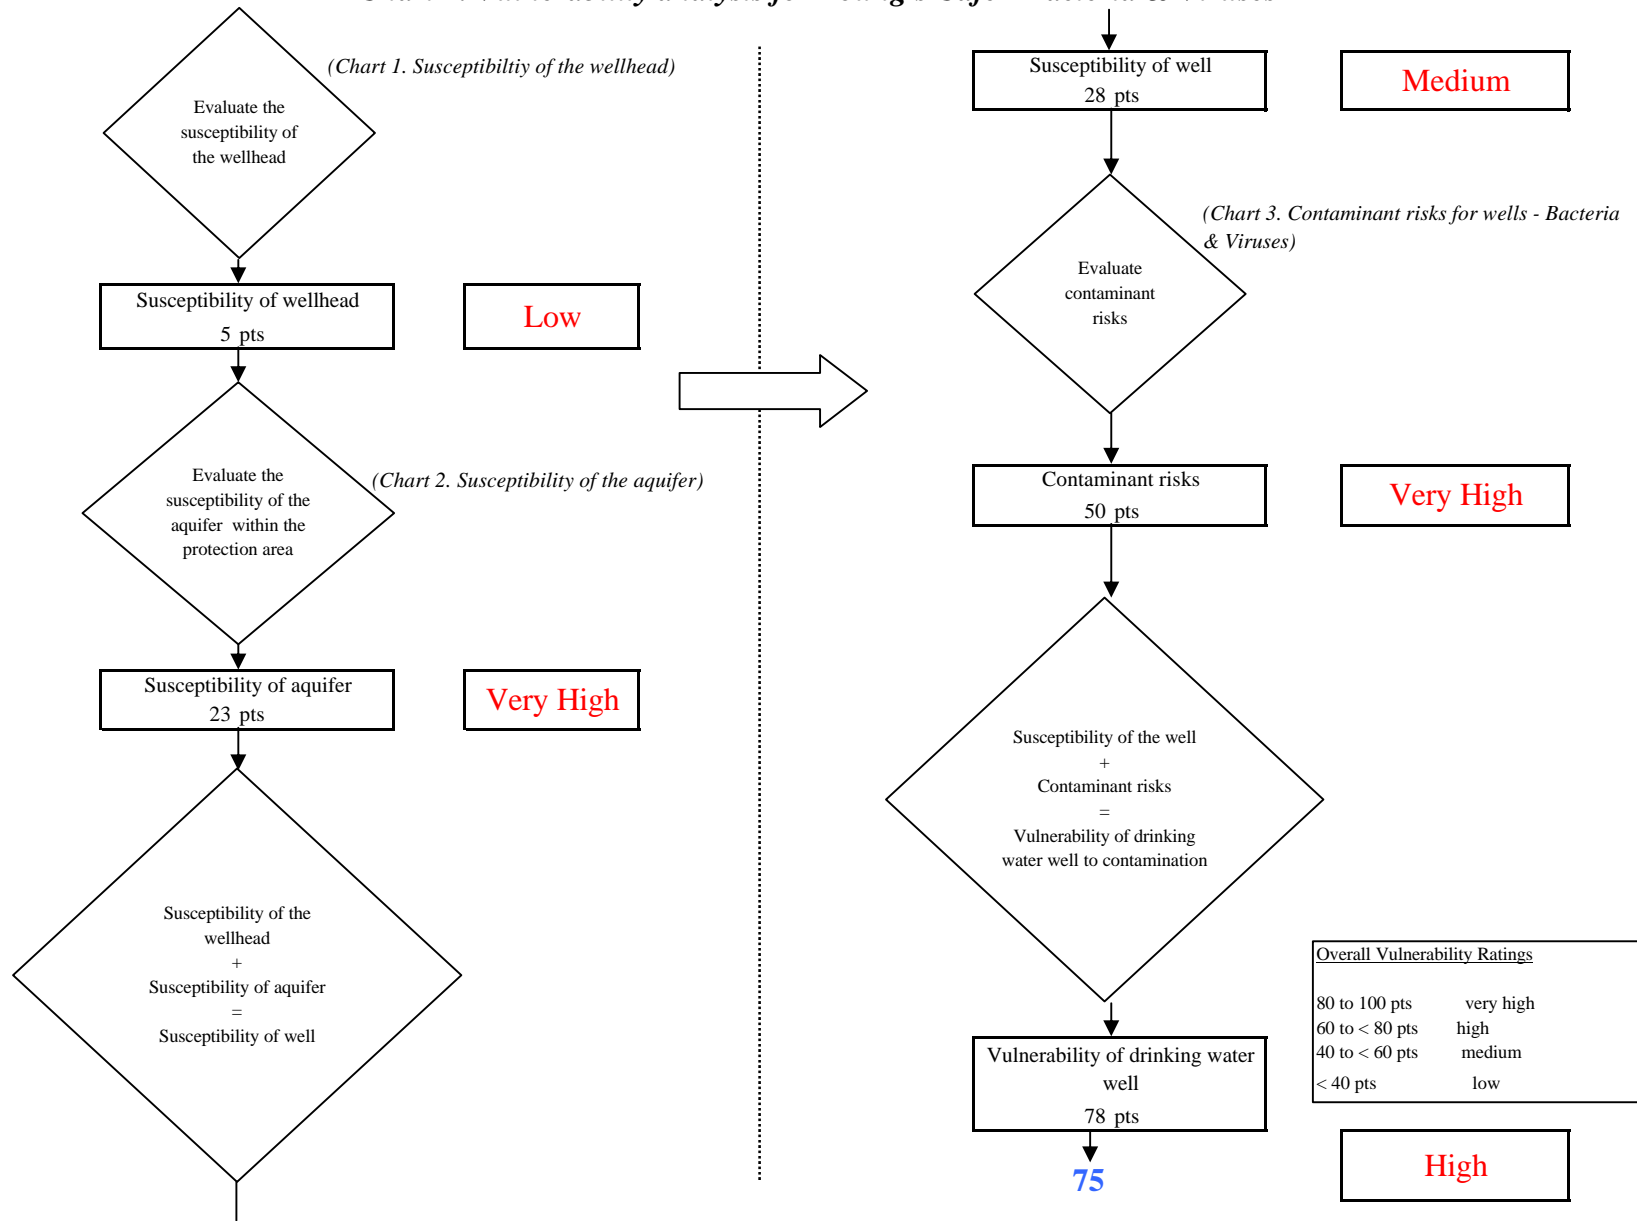 (Chart 1. Susceptibiltiy of the wellhead)
Evaluate the
susceptibility of
the wellhead
Susceptibility of wellhead
5 pts
Low
Evaluate the
susceptibility of the
aquifer within the
protection area
(Chart 2. Susceptibility of the aquifer)
Susceptibility of aquifer
23 pts
Very High
Susceptibility of the
wellhead
+
Susceptibility of aquifer
=
Susceptibility of well
Susceptibility of well
28 pts
Medium
(Chart 3. Contaminant risks for wells - Bacteria
& Viruses)
Evaluate
contaminant
risks
Contaminant risks
50 pts
Very High
Susceptibility of the well
+
Contaminant risks
=
Vulnerability of drinking
water well to contamination
Overall Vulnerability Ratings
80 to 100 pts very high
60 to < 80 pts high
40 to < 60 pts medium
< 40 pts low
Vulnerability of drinking water
well
78 pts
75
High